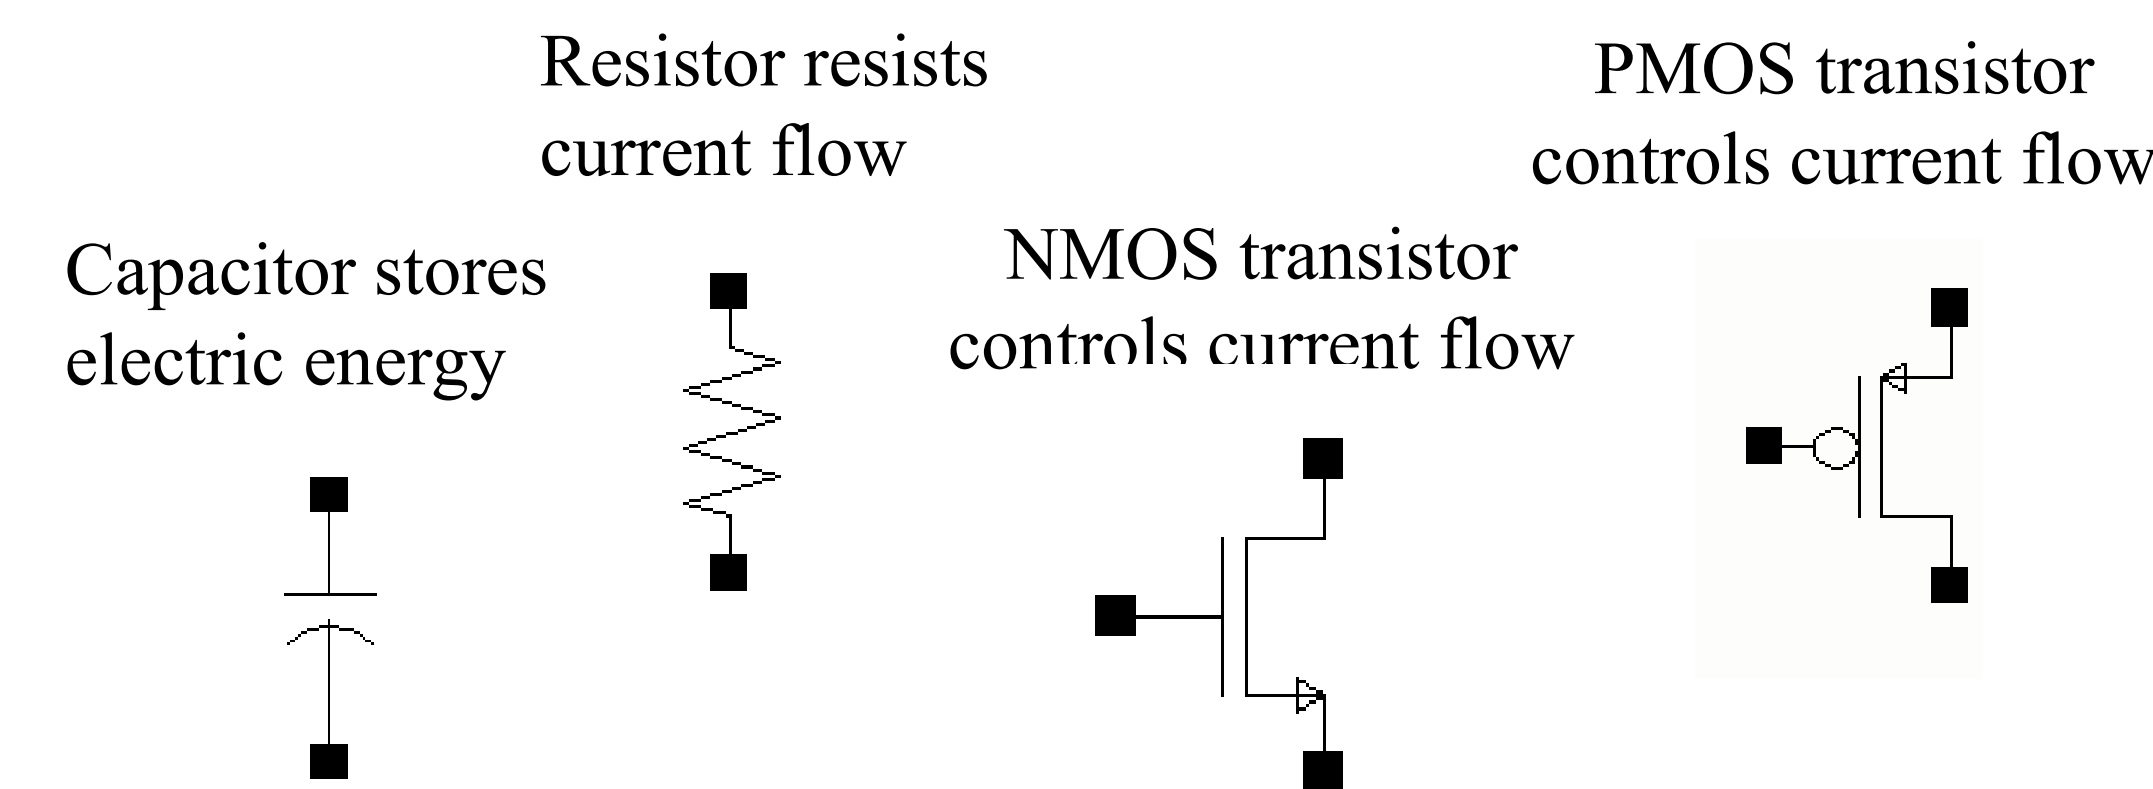 Resistor resists
current flow
PMOS transistor
controls current flow
Capacitor stores
electric energy
NMOS transistor
controls current flow